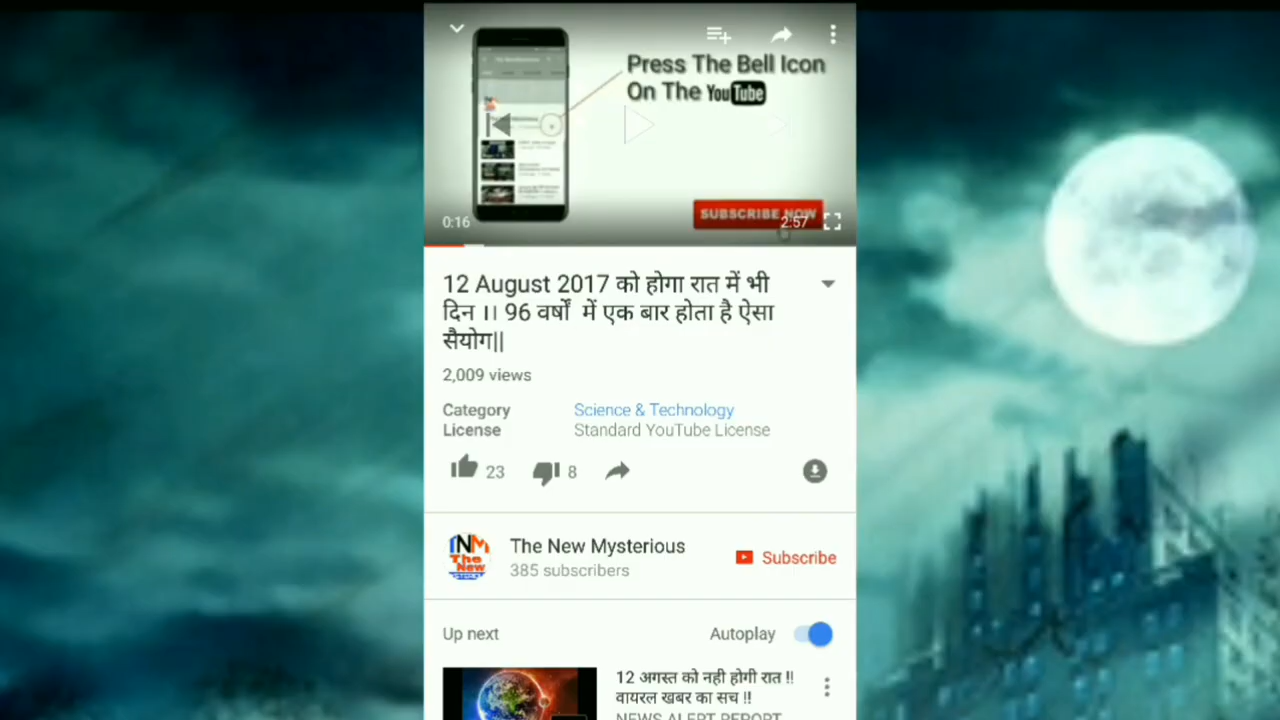 Press The Bell Icon
On The YouTube
SUBSCRIBE NOW
0:16
2:57
12 August 2017 को होगा रात में भी
दिन ।। 96 वर्षों में एक बार होता है ऐसा
सैयोग||
2,009 views
Category Science & Technology
License Standard YouTube License
23 8
The New Mysterious
385 subscribers
Subscribe
Up next Autoplay
12 अगस्त को नही होगी रात !!
वायरल खबर का सच !!
NEWS ALERT REPORT